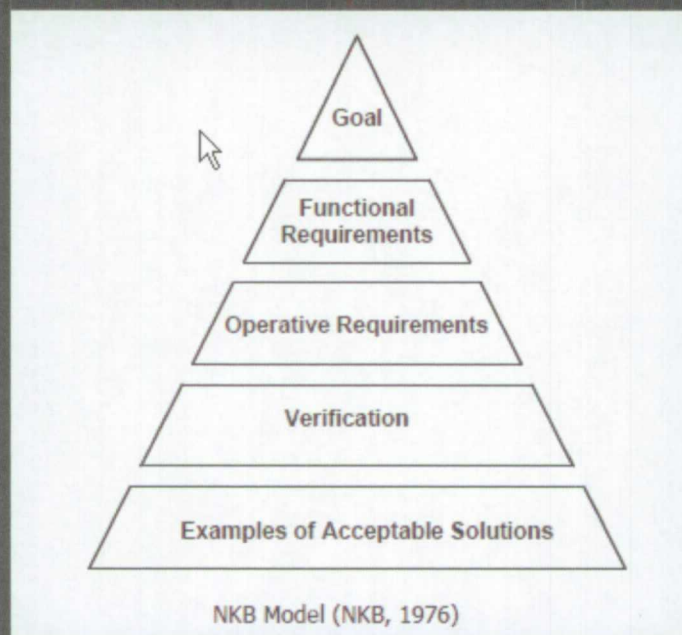 Goal
Functional
Requirements
Operative Requirements
Verification
Examples of Acceptable Solutions
NKB Model (NKB, 1976)